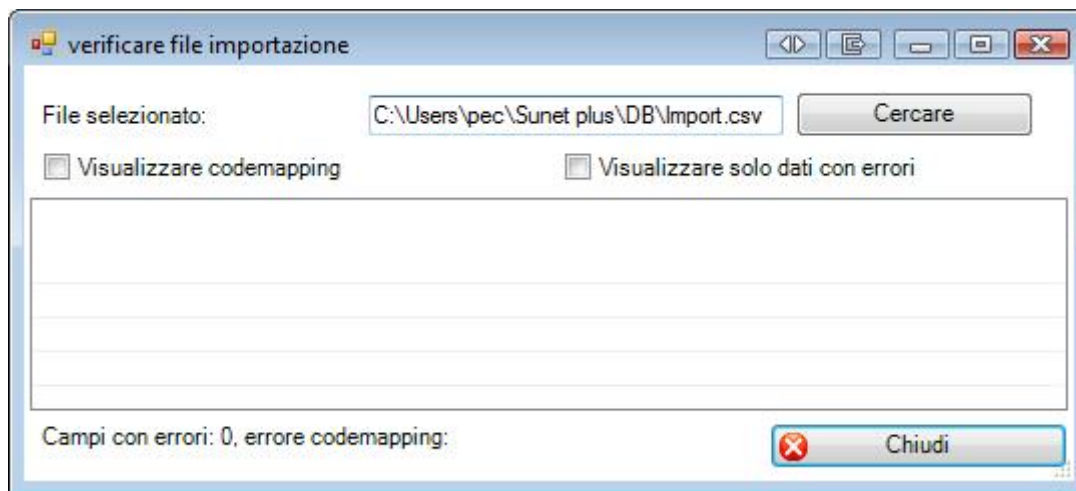 verificare file importazione
File selezionato: C:\Users\pec\Sunet plus\DB\Import.csv Cercare
Visualizzare codemapping Visualizzare solo dati con errori
Campi con errori: 0, errore codemapping: Chiudi